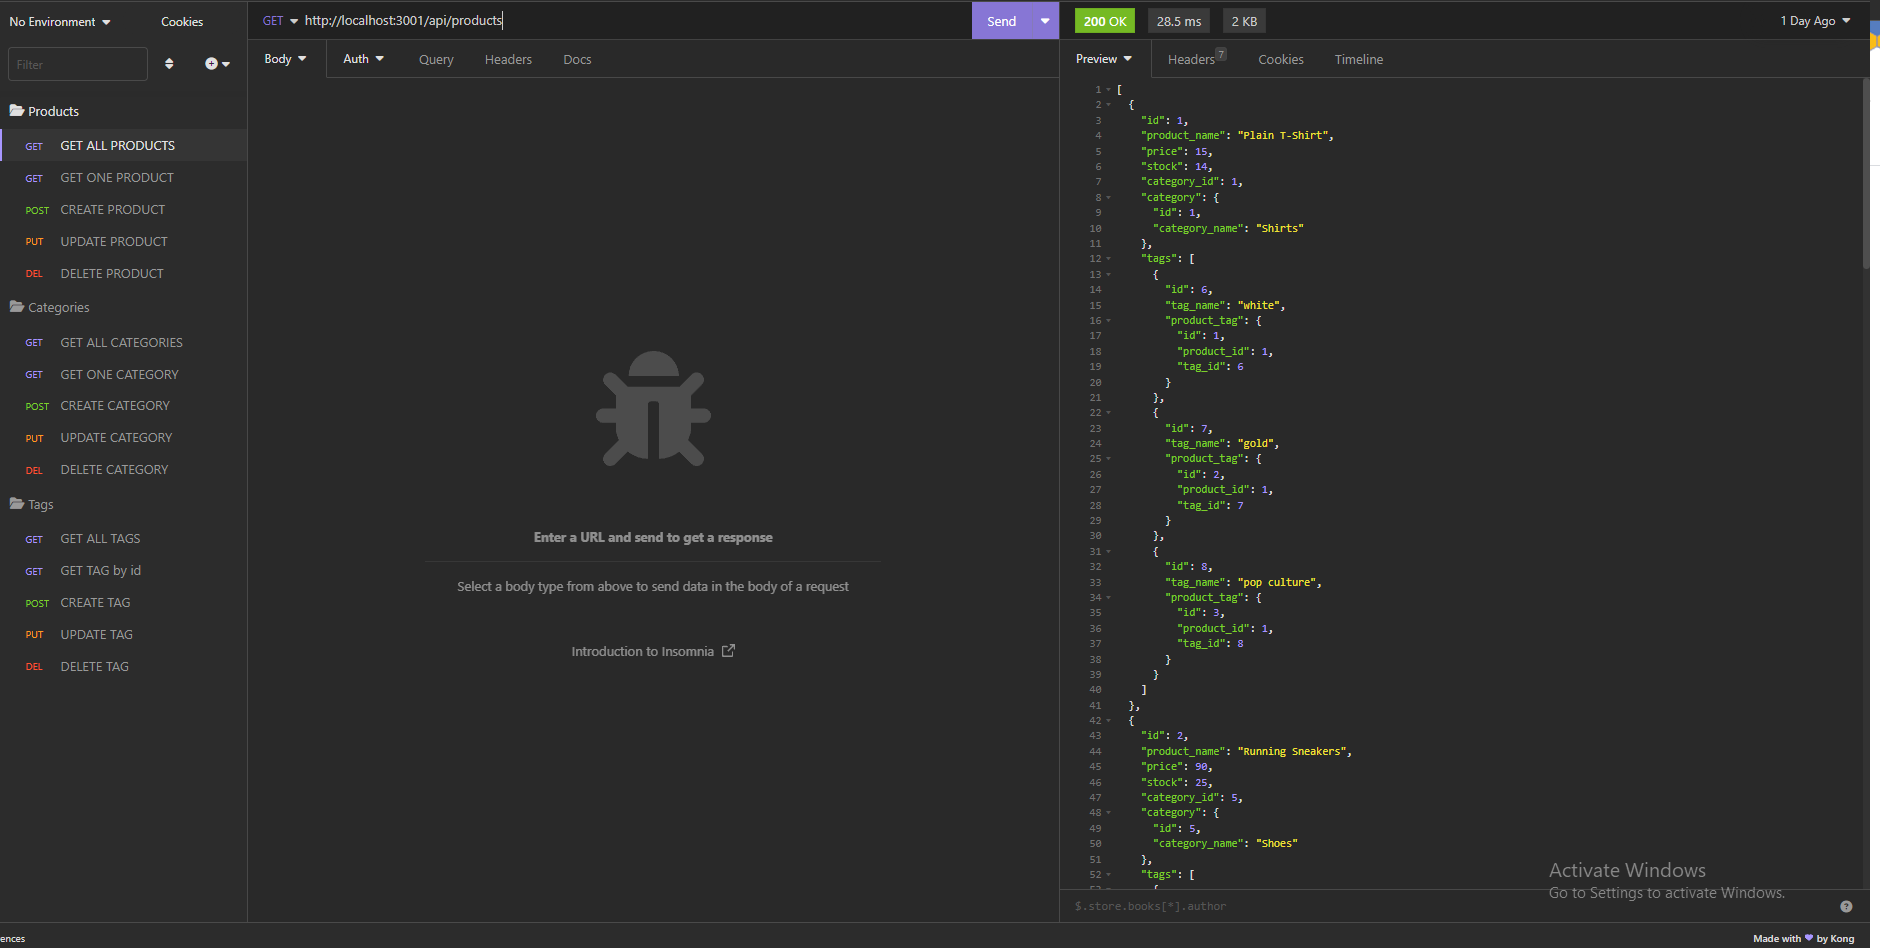 No Environment
Cookies
Filter
Products
GET GET ALL PRODUCTS
GET GET ONE PRODUCT
POST CREATE PRODUCT
PUT UPDATE PRODUCT
DEL DELETE PRODUCT
Categories
GET GET ALL CATEGORIES
GET GET ONE CATEGORY
POST CREATE CATEGORY
PUT UPDATE CATEGORY
DEL DELETE CATEGORY
Tags
GET GET ALL TAGS
GET GET TAG by id
POST CREATE TAG
PUT UPDATE TAG
DEL DELETE TAG
ences
GET http://localhost:3001/api/products
Send
Body Auth Query Headers Docs
Enter a URL and send to get a response
Select a body type from above to send data in the body of a request
Introduction to Insomnia
200 OK 28.5 ms 2 KB 1 Day Ago
Preview Headers 7 Cookies Timeline
1 [
2 {
3 "id": 1,
4 "product_name": "Plain T-Shirt",
5 "price": 15,
6 "stock": 14,
7 "category_id": 1,
8 "category": {
9 "id": 1,
10 "category_name": "Shirts"
11 },
12 "tags": [
13 {
14 "id": 6,
15 "tag_name": "white",
16 "product_tag": {
17 "id": 1,
18 "product_id": 1,
19 "tag_id": 6
20 }
21 },
22 {
23 "id": 7,
24 "tag_name": "gold",
25 "product_tag": {
26 "id": 2,
27 "product_id": 1,
28 "tag_id": 7
29 }
30 },
31 {
32 "id": 8,
33 "tag_name": "pop culture",
34 "product_tag": {
35 "id": 3,
36 "product_id": 1,
37 "tag_id": 8
38 }
39 }
40 ]
41 },
42 {
43 "id": 2,
44 "product_name": "Running Sneakers",
45 "price": 90,
46 "stock": 25,
47 "category_id": 5,
48 "category": {
49 "id": 5,
50 "category_name": "Shoes"
51 },
52 "tags": [
53 {
$.store.books[*].author
Activate Windows
Go to Settings to activate Windows.
Made with by Kong